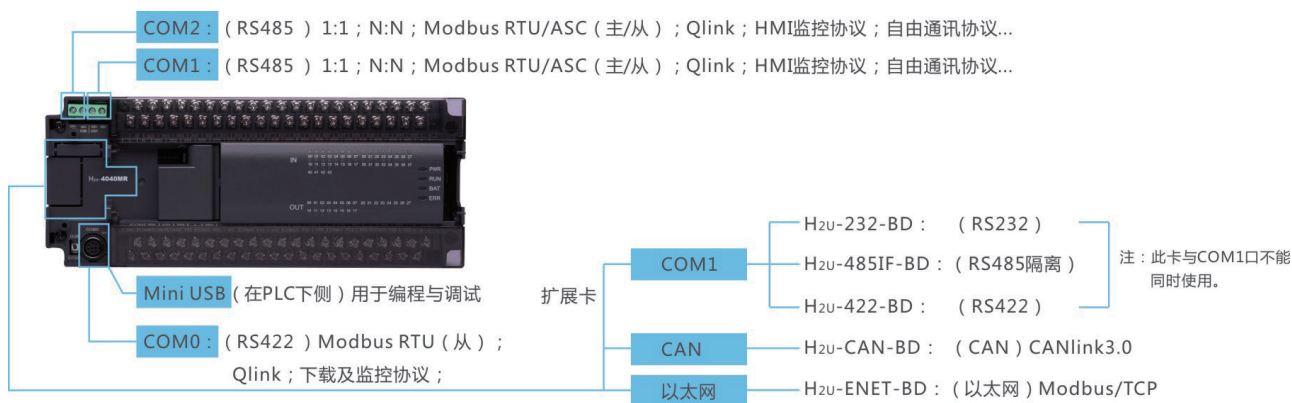 COM2：（RS485 ）1:1；N:N；Modbus RTU/ASC（主/从）；Qlink；HMI监控协议；自由通讯协议...
COM1：（RS485 ）1:1；N:N；Modbus RTU/ASC（主/从）；Qlink；HMI监控协议；自由通讯协议...
H2U-4040MR
IN
PWR
RUN
BAT
ERR
OUT
Mini USB（在PLC下侧）用于编程与调试
COM0：（RS422 ）Modbus RTU（从）；
Qlink；下载及监控协议；
扩展卡
COM1
H2U-232-BD：（RS232）
H2U-485IF-BD：（RS485隔离）
H2U-422-BD：（RS422）
注：此卡与COM1口不能
同时使用。
CAN
H2U-CAN-BD：（CAN）CANlink3.0
以太网
H2U-ENET-BD：（以太网）Modbus/TCP